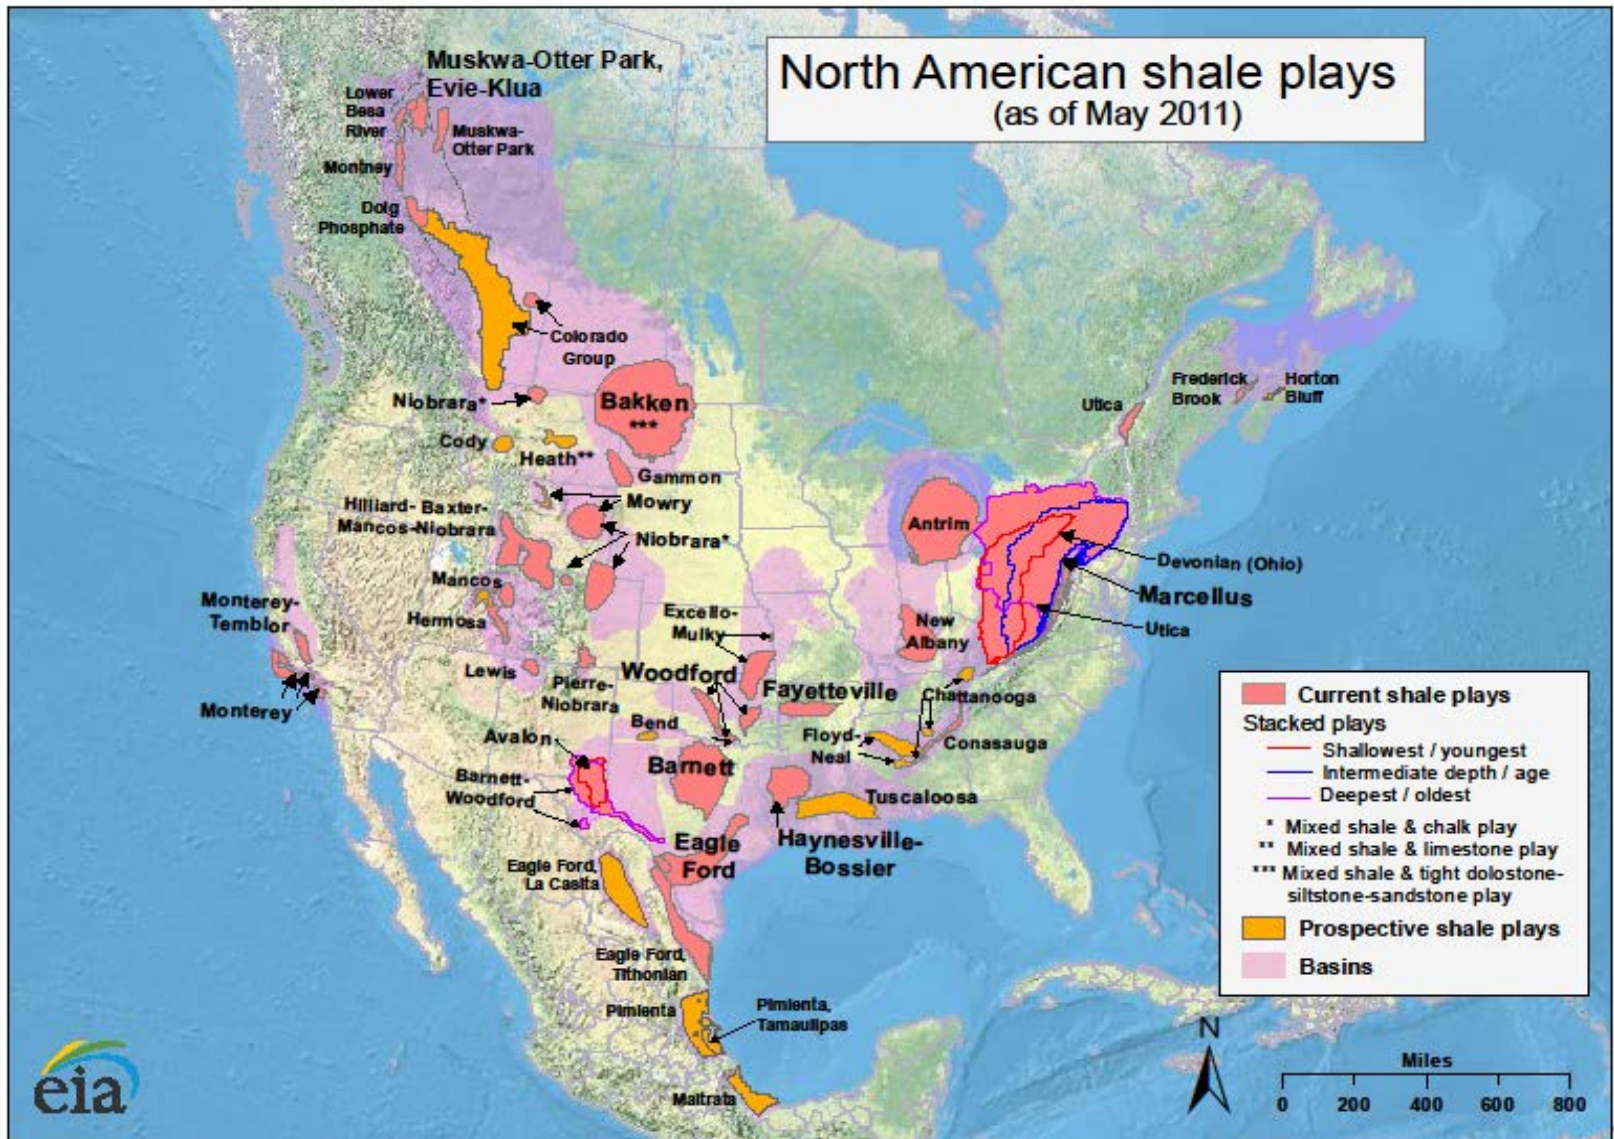 North American shale plays
(as of May 2011)
Muskwa-Otter Park,
Evie-Klua
Lower
Besa
River
Muskwa-
Otter Park
Montney
Doig
Phosphate
Colorado
Group
Niobrara*
Bakken
***
Cody
Heath**
Gammon
Mowry
Hilliard-Baxter-
Mancos-Niobrara
Niobrara*
Mancos
Hermosa
Monterey-
Temblor
Monterey
Lewis
Pierre-
Niobrara
Excello-
Mulky
Woodford
Fayetteville
Bend
Avalon
Barnett-
Woodford
Barnett
Eagle
Ford
Haynesville-
Bossier
Tuscaloosa
Floyd-
Neal
Chattanooga
Conasauga
New
Albany
Antrim
Devonian (Ohio)
Marcellus
Utica
Utica
Frederick
Brook
Horton
Bluff
Eagle Ford,
La Casita
Eagle Ford,
Tithonian
Pimienta
Pimienta,
Tamaulipas
Maltrata
Current shale plays
Stacked plays
Shallowest / youngest
Intermediate depth / age
Deepest / oldest
* Mixed shale & chalk play
** Mixed shale & limestone play
*** Mixed shale & tight dolostone-
siltstone-sandstone play
Prospective shale plays
Basins
N
Miles
0 200 400 600 800
eia